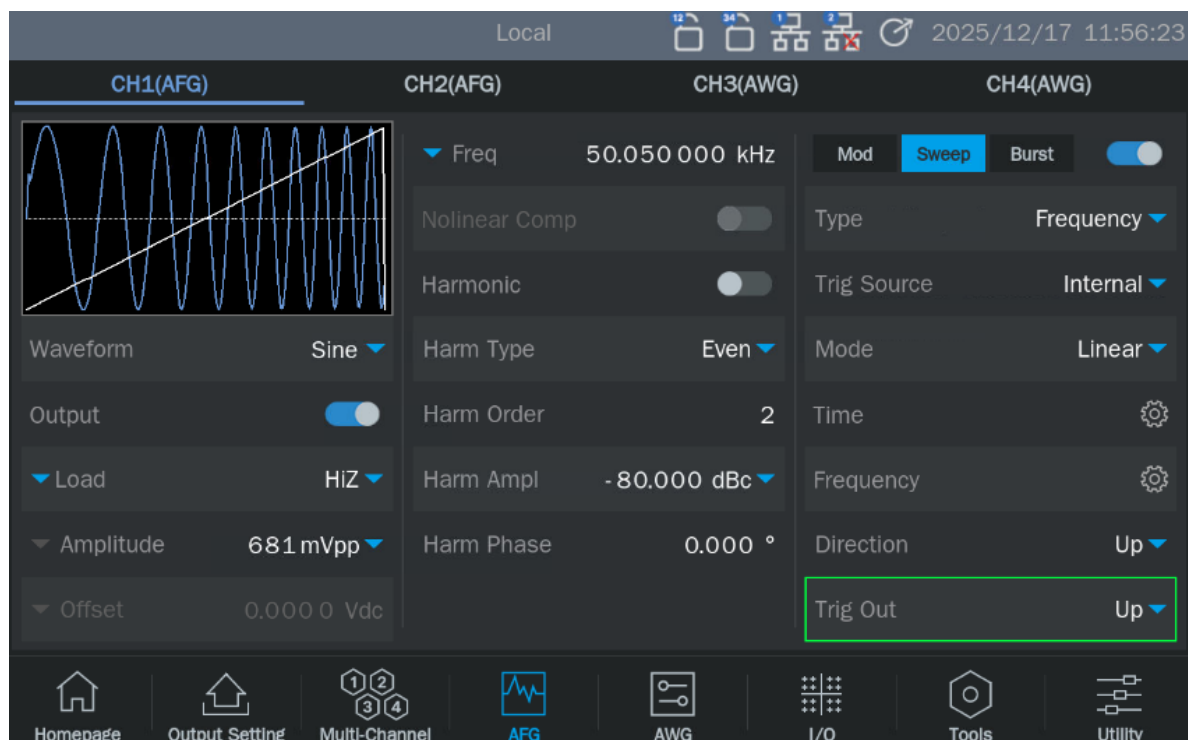 Local 12 34 1 2 2025/12/17 11:56:23
CH1(AFG) CH2(AFG) CH3(AWG) CH4(AWG)
Freq 50.050 000 kHz
Mod Sweep Burst
Nolinear Comp
Type Frequency
Harmonic
Trig Source Internal
Waveform Sine
Harm Type Even
Mode Linear
Output
Harm Order 2
Time
Load HiZ
Harm Ampl - 80.000 dBc
Frequency
Amplitude 681 mVpp
Harm Phase 0.000 °
Direction Up
Offset 0.000 0 Vdc
Trig Out Up
1 2 3 4
Homepage Output Setting Multi-Channel AFG AWG I/O Tools Utility